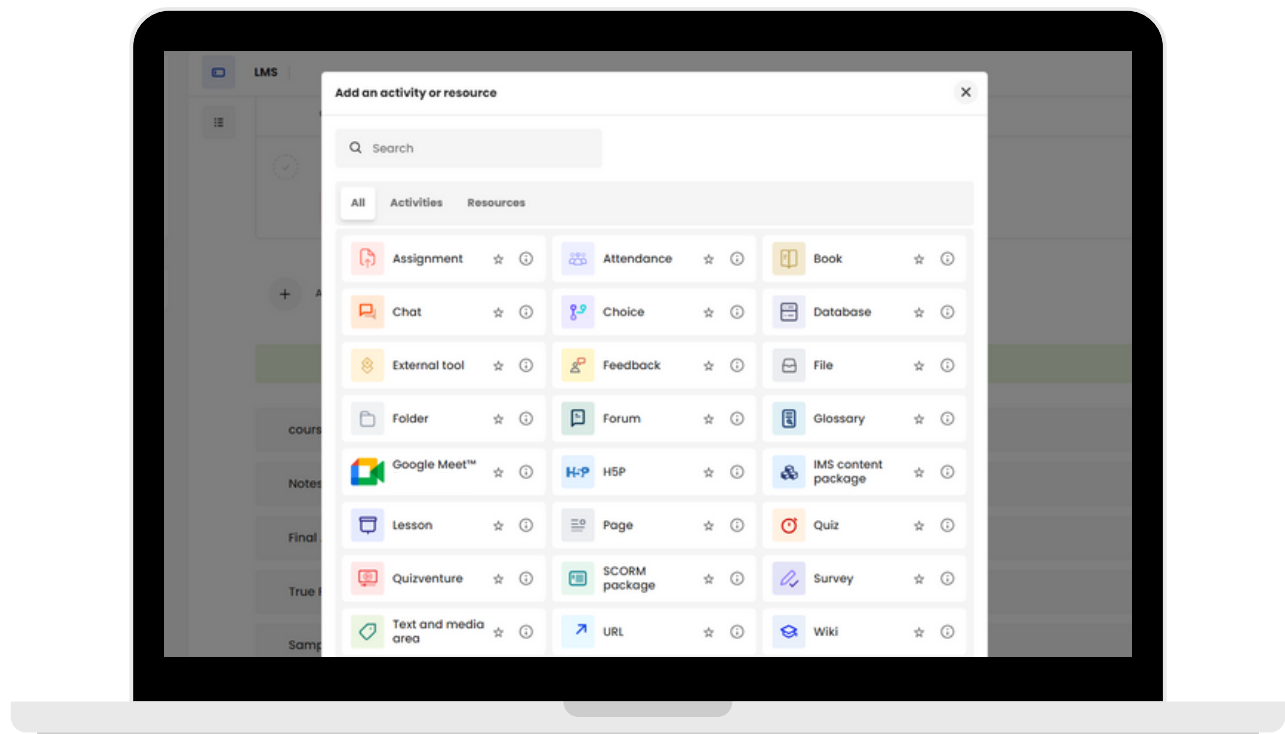 LMS
Add an activity or resource
Search
All Activities Resources
Assignment Attendance Book
Chat Choice Database
External tool Feedback File
Folder Forum Glossary
Google Meet™ H5P H5P IMS content
package
Lesson Page Quiz
Quizventure SCORM
package Survey
Text and media
area URL Wiki
cours
Notes
Final
True
Samp